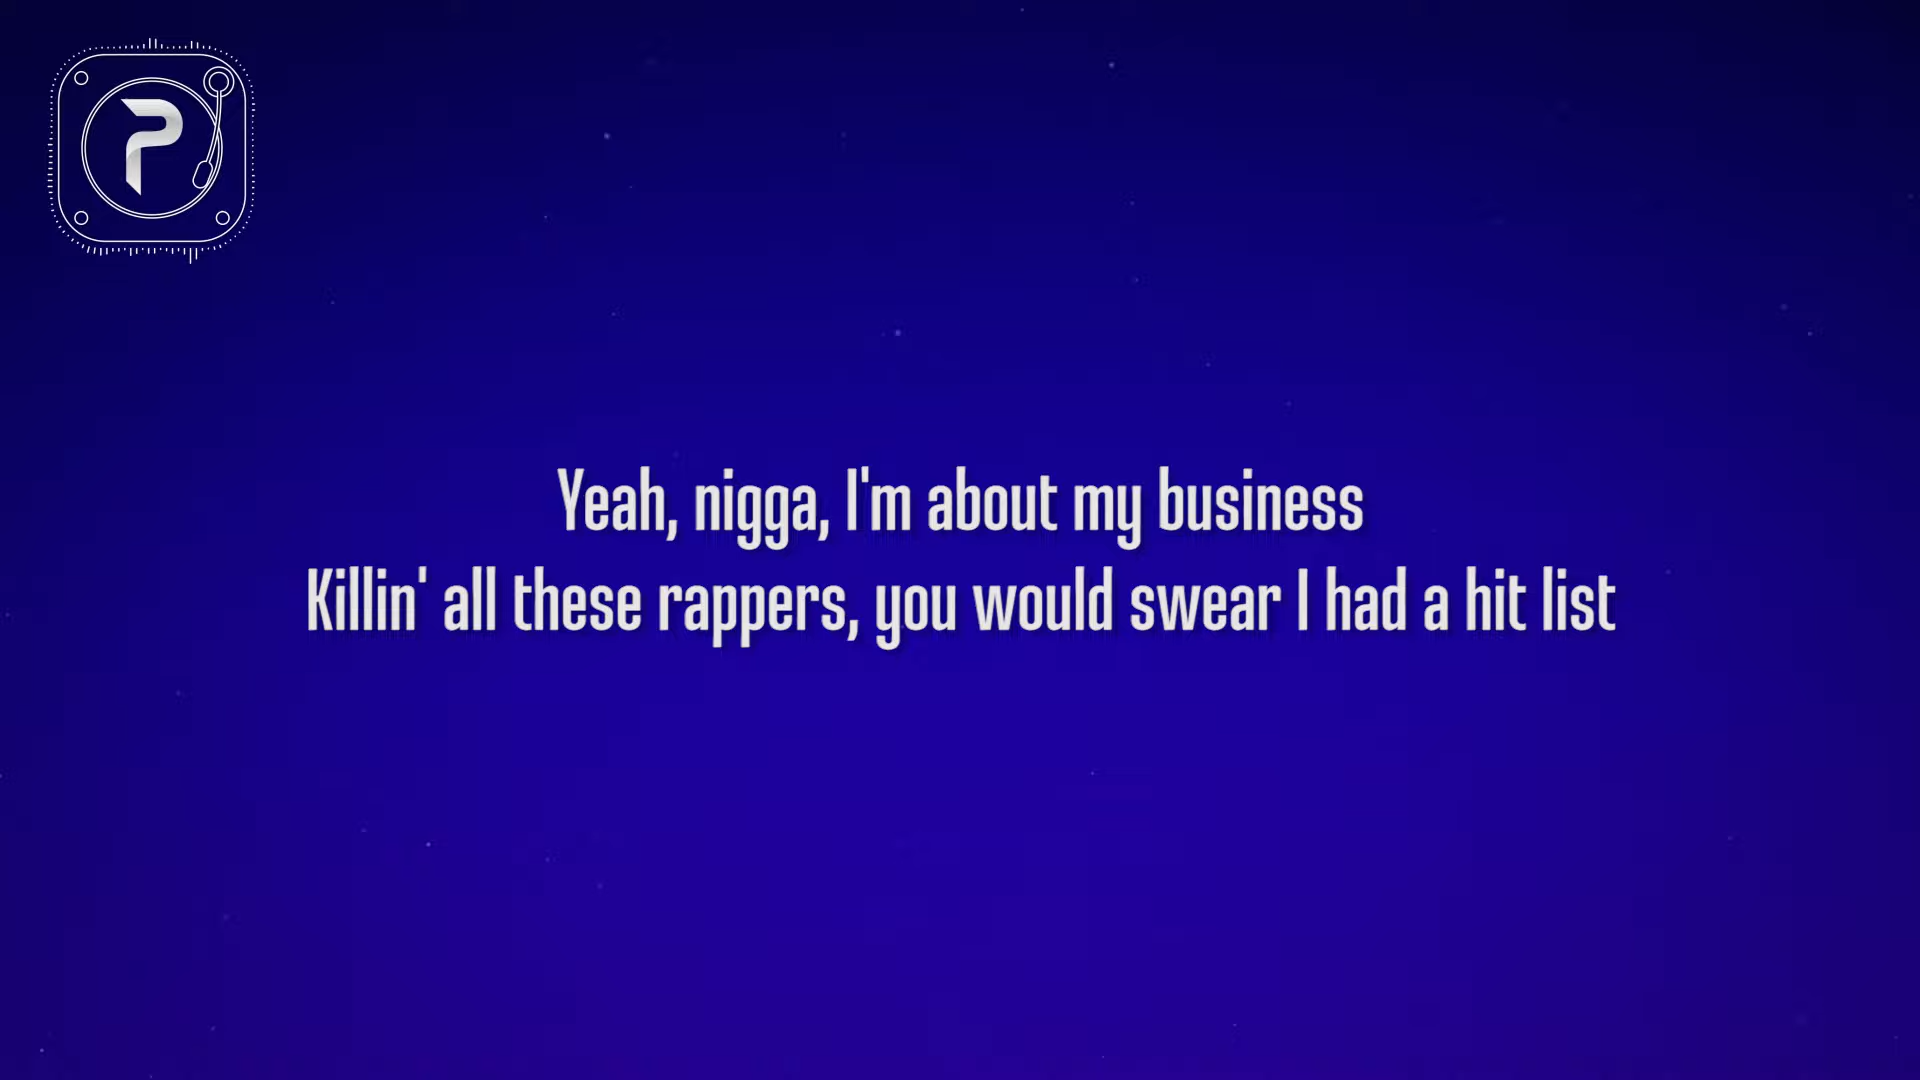 P
Yeah, nigga, I'm about my business
Killin' all these rappers, you would swear I had a hit list